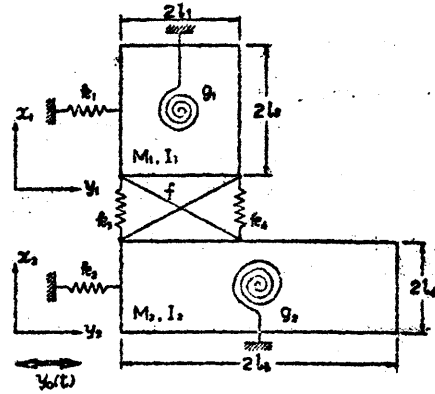 2l₁
k₁
g₁
2l₂
x₁
M₁, I₁
y₁
f
k₃
k₄
x₂
k₂
g₂
2l₄
M₂, I₂
y₂
2l₃
y₀(t)